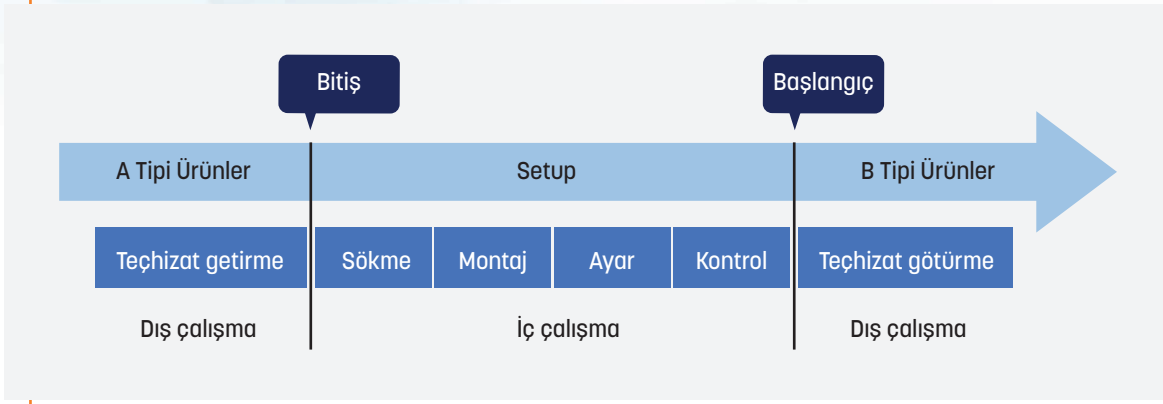 Bitiş
Başlangıç
A Tipi Ürünler
Setup
B Tipi Ürünler
Teçhizat getirme
Sökme
Montaj
Ayar
Kontrol
Teçhizat götürme
Dış çalışma
İç çalışma
Dış çalışma